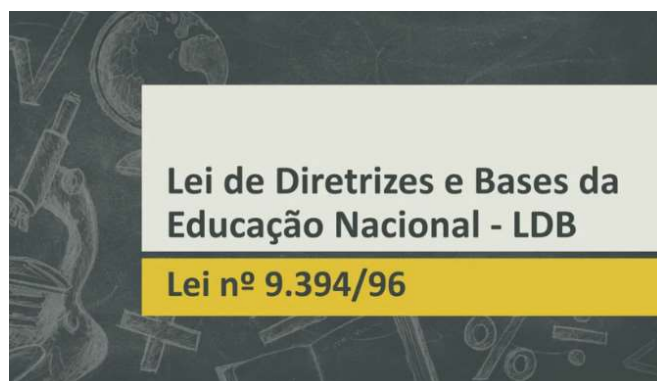 Lei de Diretrizes e Bases da
Educação Nacional - LDB
Lei nº 9.394/96